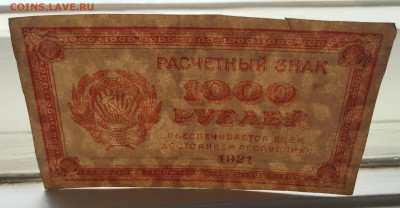 COINS.LAVE.RU
РАСЧЕТНЫЙ ЗНАК
1000
РУБЛЕЙ
ОБЕСПЕЧИВАЕТСЯ ВСЕМ
ДОСТОЯНИЕМ РЕСПУБЛИКИ
1921